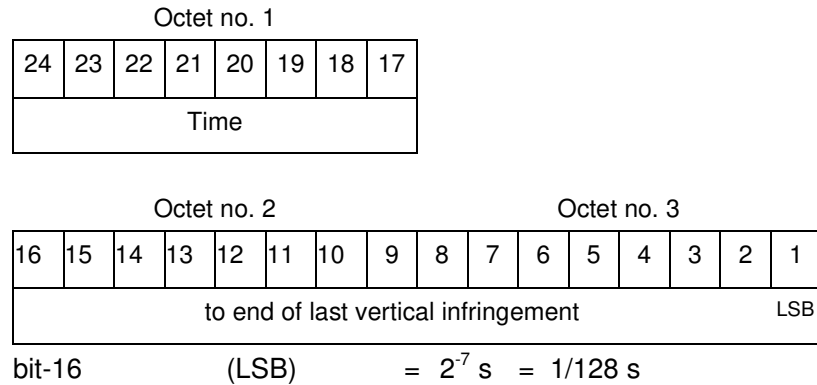 Octet no. 1
24 23 22 21 20 19 18 17
Time
Octet no. 2 Octet no. 3
16 15 14 13 12 11 10 9 8 7 6 5 4 3 2 1
to end of last vertical infringement LSB
bit-16 (LSB) = 2⁻⁷ s = 1/128 s